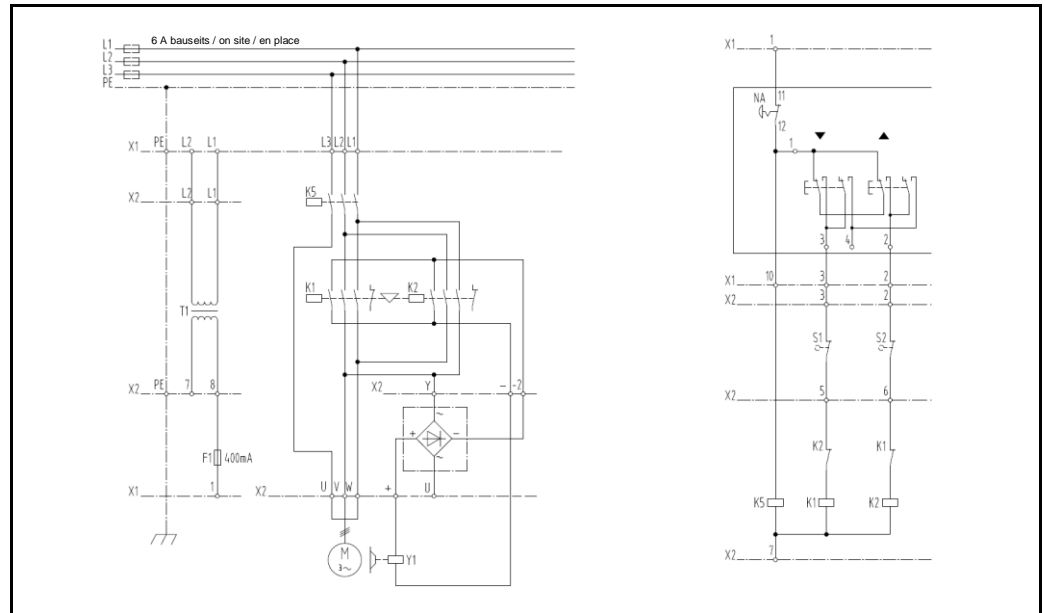 L1 6 A bauseits / on site / en place
L2
L3
PE
X1 PE L2 L1 L3 L2 L1
X2 L2 L1
K5
K1 K2
T1
X2 PE 7 8
X2 Y - -2
+ -
~
~
F1 400mA
X1 1
X2 U V W + U
M
3~
Y1
X1 1
NA 11
12
1
E E
3 4 2
X1 10 3 2
X2 3 2
S1 S2
X2 5 6
K2 K1
K5 K1 K2
X2 7